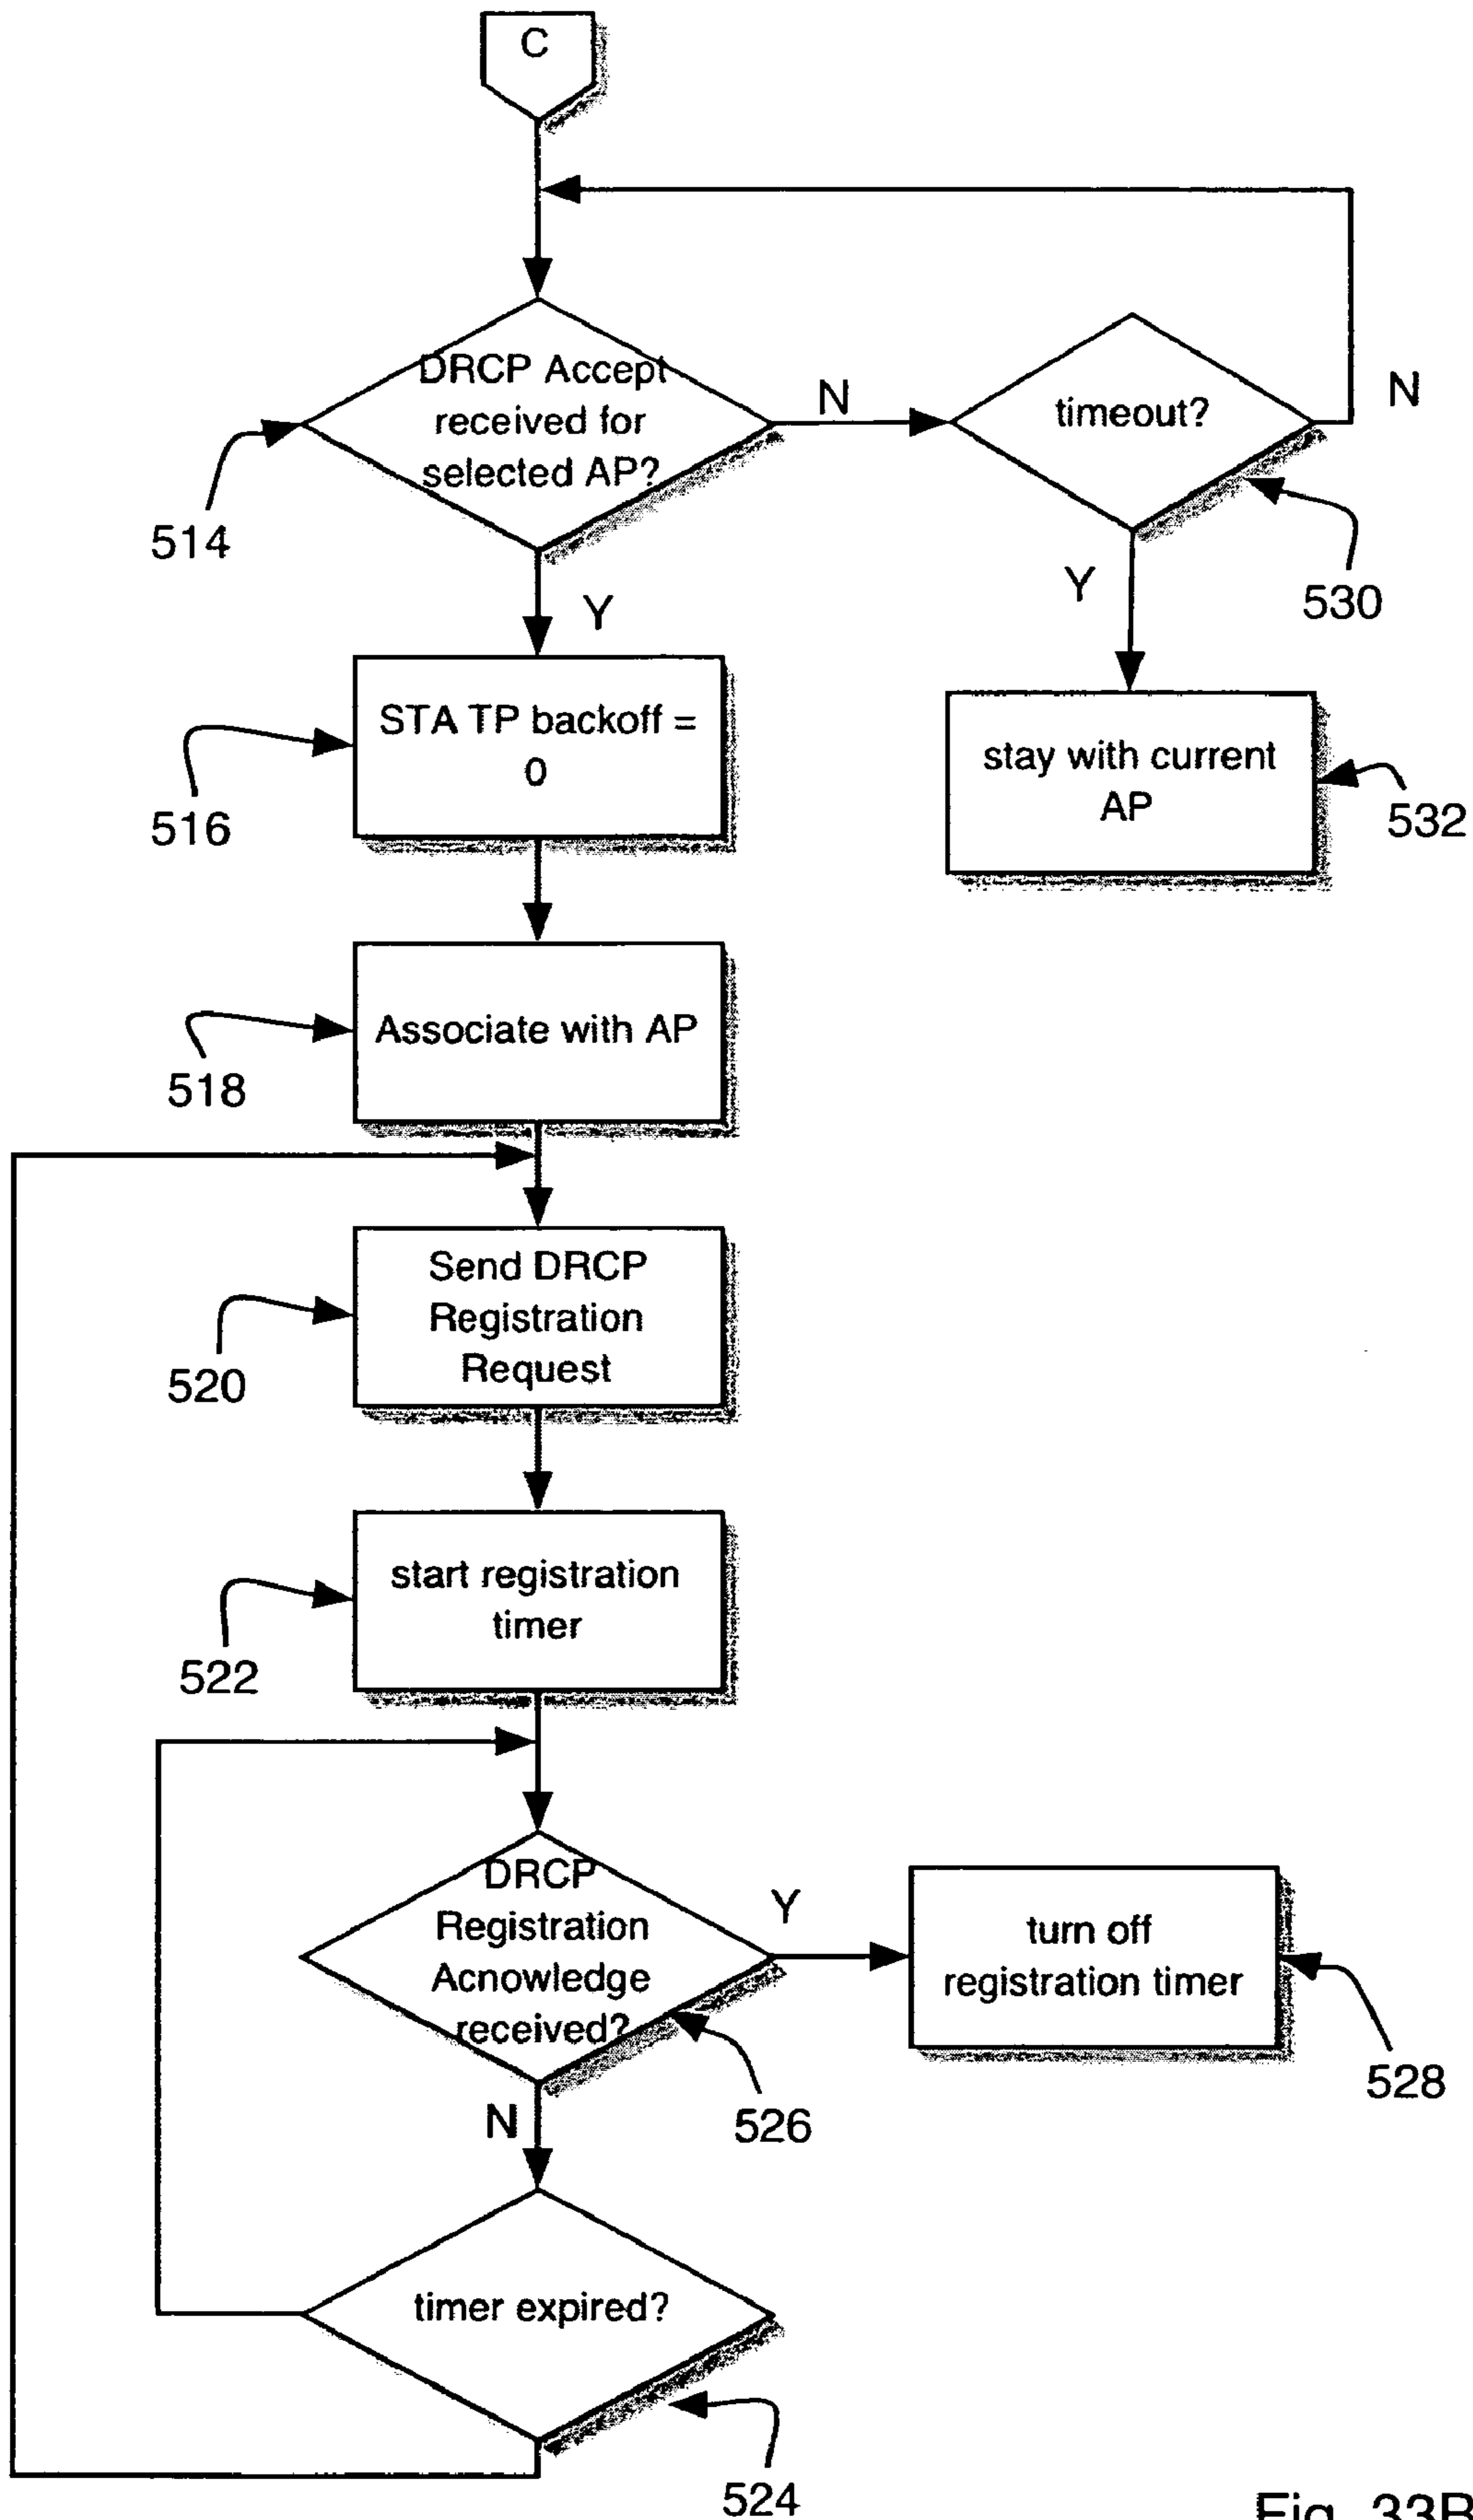 C
DRCP Accept
received for
selected AP?
N
timeout?
N
514
Y
Y
530
STA TP backoff =
0
stay with current
AP
516
532
Associate with AP
518
Send DRCP
Registration
Request
520
start registration
timer
522
DRCP
Registration
Acnowledge
received?
Y
turn off
registration timer
526
528
N
timer expired?
524
Fig. 33B